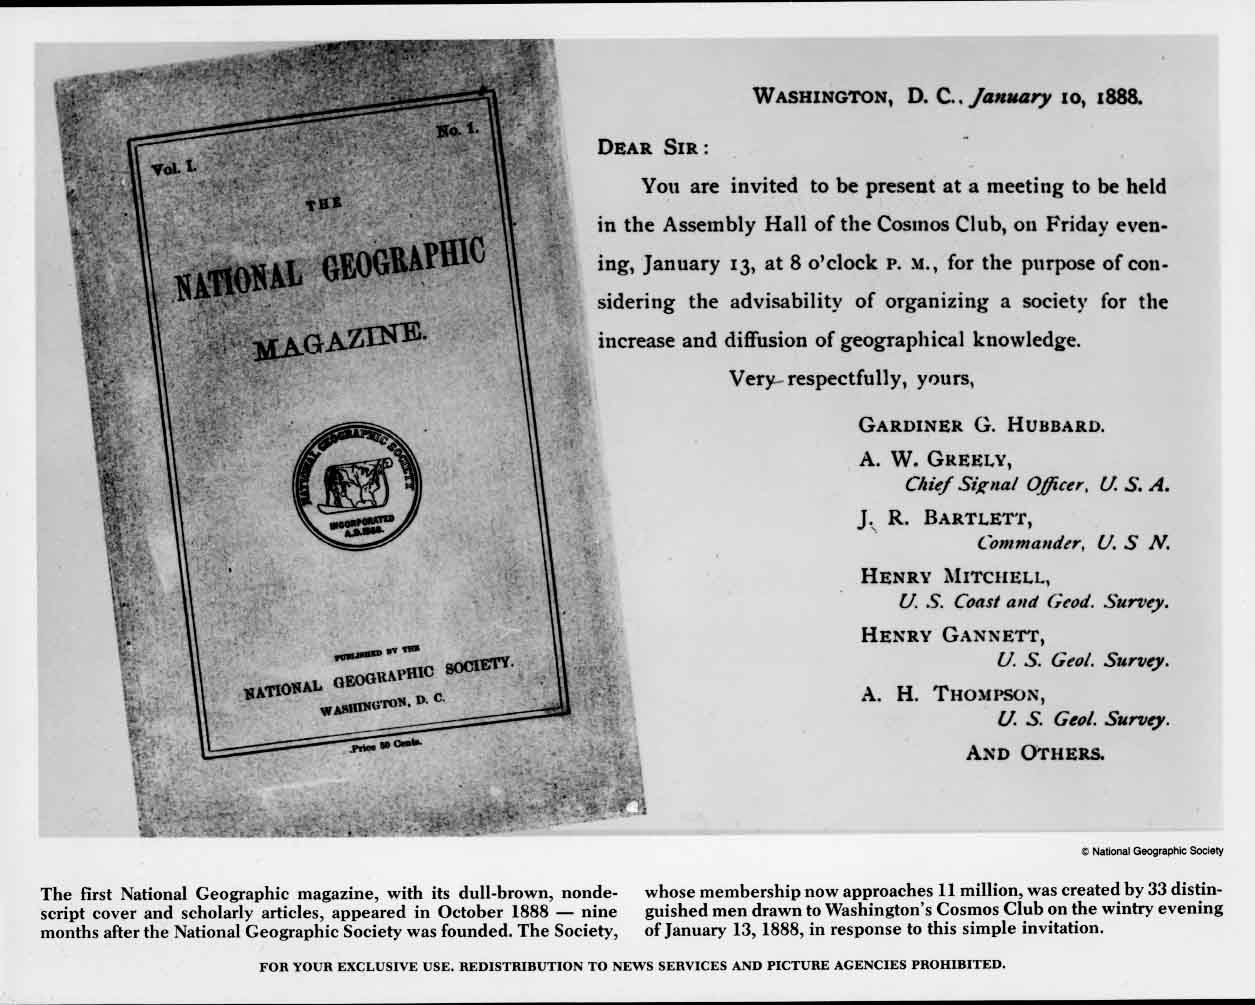 Vol. I.
No. 1.
THE
NATIONAL GEOGRAPHIC
MAGAZINE.
NATIONAL GEOGRAPHIC SOCIETY
INCORPORATED
A.D. 1888.
PUBLISHED BY THE
NATIONAL GEOGRAPHIC SOCIETY.
WASHINGTON, D. C.
Price 50 Cents.
WASHINGTON, D. C., January 10, 1888.
DEAR SIR:
You are invited to be present at a meeting to be held
in the Assembly Hall of the Cosmos Club, on Friday even-
ing, January 13, at 8 o'clock P. M., for the purpose of con-
sidering the advisability of organizing a society for the
increase and diffusion of geographical knowledge.
Very respectfully, yours,
GARDINER G. HUBBARD.
A. W. GREELY,
Chief Signal Officer, U. S. A.
J. R. BARTLETT,
Commander, U. S N.
HENRY MITCHELL,
U. S. Coast and Geod. Survey.
HENRY GANNETT,
U. S. Geol. Survey.
A. H. THOMPSON,
U. S. Geol. Survey.
AND OTHERS.
© National Geographic Society
The first National Geographic magazine, with its dull-brown, nonde-
script cover and scholarly articles, appeared in October 1888 — nine
months after the National Geographic Society was founded. The Society,
whose membership now approaches 11 million, was created by 33 distin-
guished men drawn to Washington's Cosmos Club on the wintry evening
of January 13, 1888, in response to this simple invitation.
FOR YOUR EXCLUSIVE USE. REDISTRIBUTION TO NEWS SERVICES AND PICTURE AGENCIES PROHIBITED.